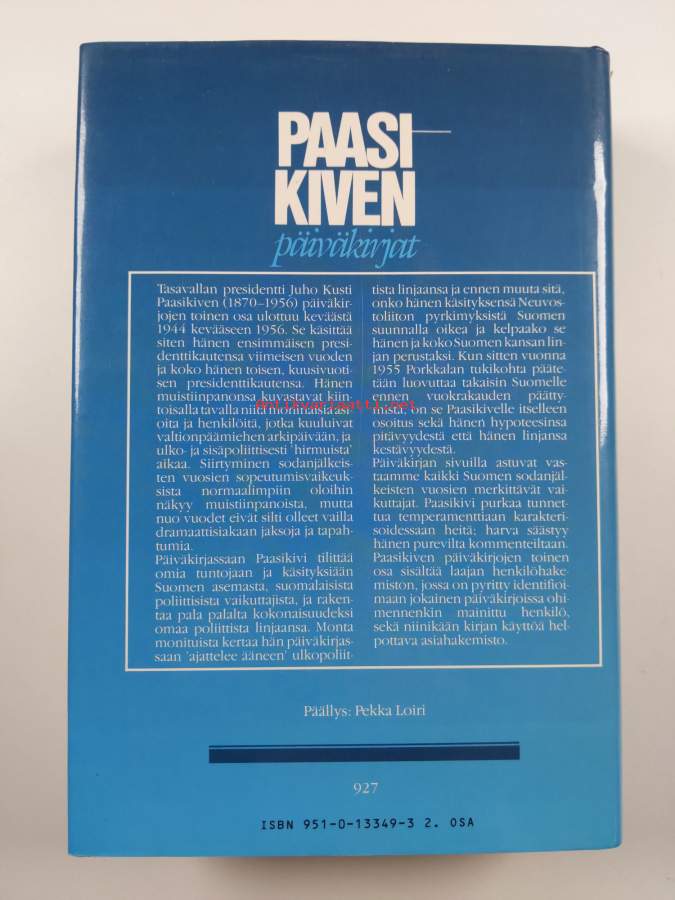 PAASI-
KIVEN
päiväkirjat
Tasavallan presidentti Juho Kusti
Paasikiven (1870–1956) päiväkir-
jojen toinen osa ulottuu keväästä
1944 kevääseen 1956. Se käsittää
siten hänen ensimmäisen presi-
denttikautensa viimeisen vuoden
ja koko hänen toisen, kuusivuoti-
sen presidenttikautensa. Hänen
muistiinpanonsa kuvastavat kiin-
toisalla tavalla niitä moninaisia asi-
oita ja henkilöitä, jotka kuuluivat
valtionpäämiehen arkipäivään, ja
ulko- ja sisäpoliittisesti 'hirmuista'
aikaa. Siirtyminen sodanjälkeis-
ten vuosien sopeutumisvaikeuk-
sista normaalimpiin oloihin
näkyy muistiinpanoista, mutta
nuo vuodet eivät silti olleet vailla
dramaattisiakaan jaksoja ja tapah-
tumia.
Päiväkirjassaan Paasikivi tilittää
omia tuntojaan ja käsityksiään
Suomen asemasta, suomalaisista
poliittisista vaikuttajista, ja raken-
taa pala palalta kokonaisuudeksi
omaa poliittista linjaansa. Monta
monituista kertaa hän päiväkirjas-
saan 'ajattelee ääneen' ulkopoliit-
tista linjaansa ja ennen muuta sitä,
onko hänen käsityksensä Neuvos-
toliiton pyrkimyksistä Suomen
suunnalla oikea ja kelpaako se
hänen ja koko Suomen kansan lin-
jan perustaksi. Kun sitten vuonna
1955 Porkkalan tukikohta pääte-
tään luovuttaa takaisin Suomelle
ennen vuokrakauden päätty-
mistä, on se Paasikivelle itselleen
osoitus sekä hänen hypoteesinsa
pitävyydestä että hänen linjansa
kestävyydestä.
Päiväkirjan sivuilla astuvat vas-
taamme kaikki Suomen sodanjäl-
keisten vuosien merkittävät vai-
kuttajat. Paasikivi purkaa tunnet-
tua temperamenttiaan karakteri-
soidessaan heitä; harva säästyy
hänen purevilta kommenteiltaan.
Paasikiven päiväkirjojen toinen
osa sisältää laajan henkilöhake-
miston, jossa on pyritty identifioi-
maan jokainen päiväkirjoissa ohi-
mennenkin mainittu henkilö,
sekä niinikään kirjan käyttöä hel-
pottava asiahakemisto.
antikvariaatti.net
Päällys: Pekka Loiri
927
ISBN 951-0-13349-3 2. OSA